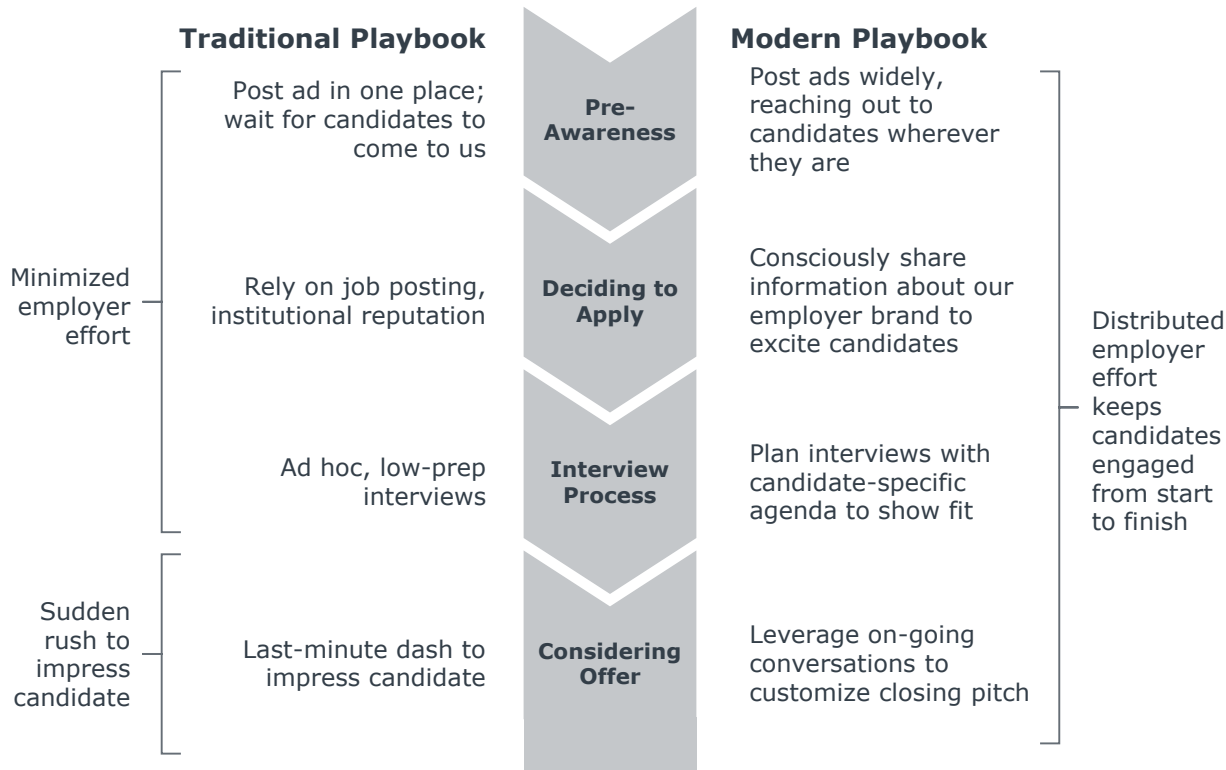 Traditional Playbook
Modern Playbook
Post ad in one place;
wait for candidates to
come to us
Pre-
Awareness
Post ads widely,
reaching out to
candidates wherever
they are
Minimized
employer
effort
Rely on job posting,
institutional reputation
Deciding to
Apply
Consciously share
information about our
employer brand to
excite candidates
Distributed
employer
effort
keeps
candidates
engaged
from start
to finish
Ad hoc, low-prep
interviews
Interview
Process
Plan interviews with
candidate-specific
agenda to show fit
Sudden
rush to
impress
candidate
Last-minute dash to
impress candidate
Considering
Offer
Leverage on-going
conversations to
customize closing pitch